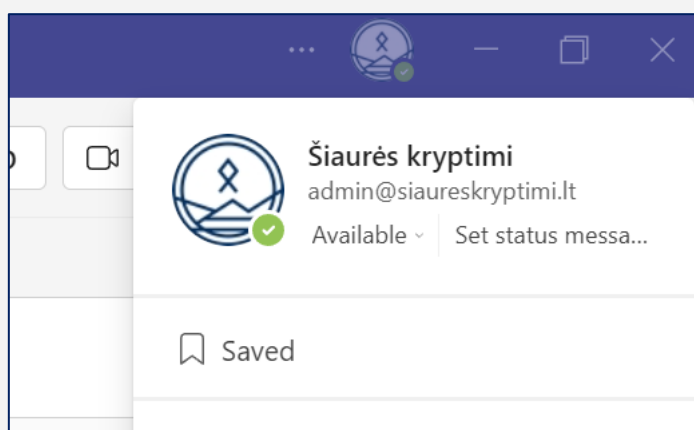 Šiaurės kryptimi
admin@siaureskryptimi.lt
Available
Set status messa...
Saved